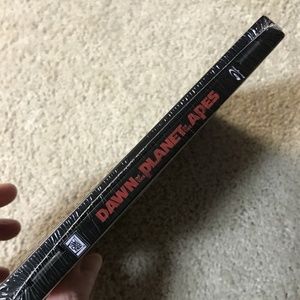 DAWN OF THE PLANET OF THE APES